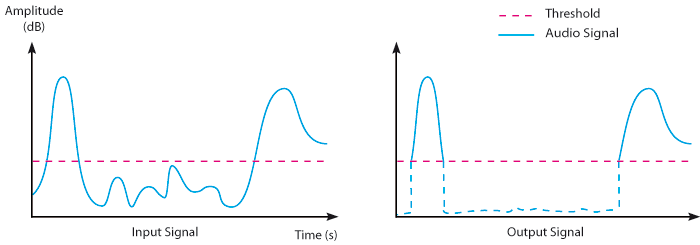 Amplitude
(dB)
Threshold
Audio Signal
Input Signal
Time (s)
Output Signal